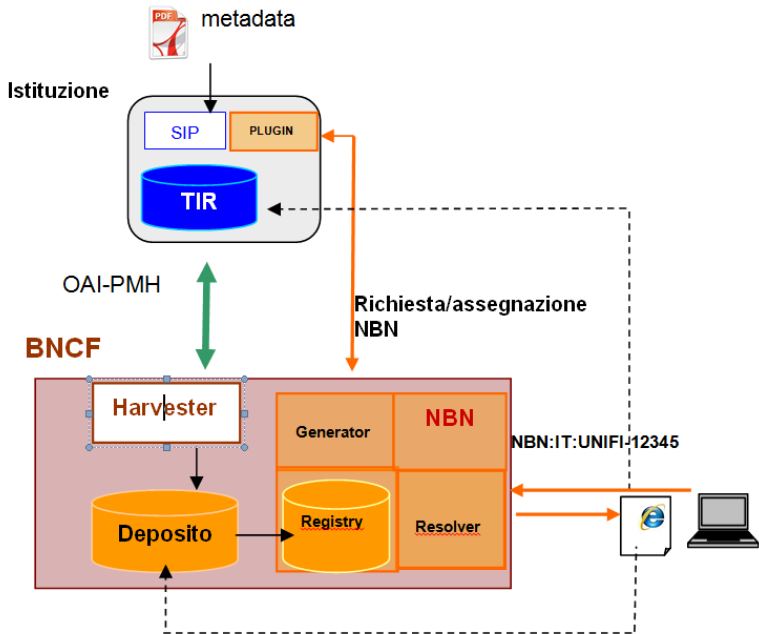 PDF
metadata
Istituzione
SIP
PLUGIN
TIR
OAI-PMH
Richiesta/assegnazione
NBN
BNCF
Harvester
Generator
NBN
NBN:IT:UNIFI-12345
Deposito
Registry
Resolver